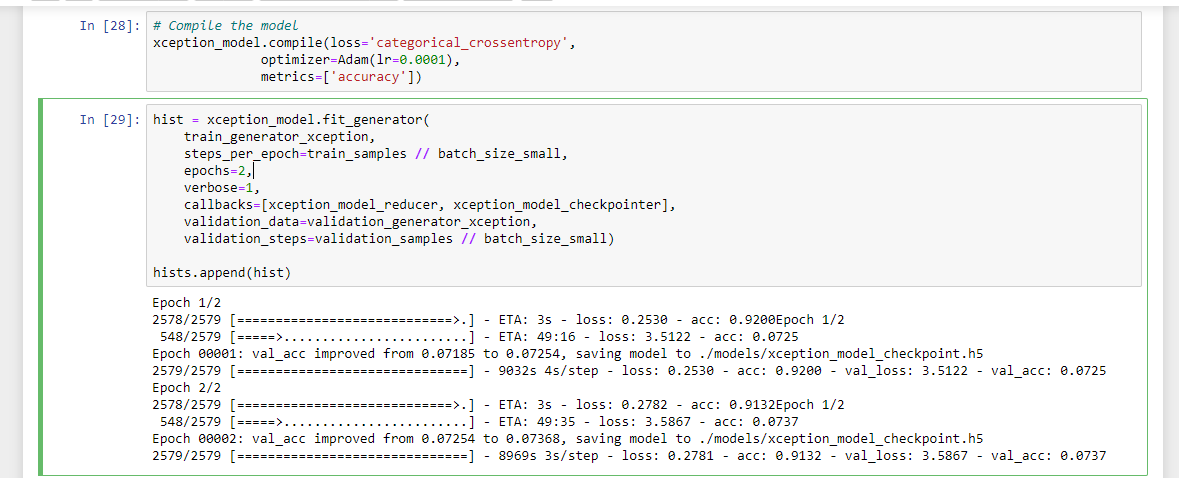 In [28]: # Compile the model
xception_model.compile(loss='categorical_crossentropy',
optimizer=Adam(lr=0.0001),
metrics=['accuracy'])
In [29]: hist = xception_model.fit_generator(
train_generator_xception,
steps_per_epoch=train_samples // batch_size_small,
epochs=2,
verbose=1,
callbacks=[xception_model_reducer, xception_model_checkpointer],
validation_data=validation_generator_xception,
validation_steps=validation_samples // batch_size_small)
hists.append(hist)
Epoch 1/2
2578/2579 [============================>.] - ETA: 3s - loss: 0.2530 - acc: 0.9200Epoch 1/2
548/2579 [=====>........................] - ETA: 49:16 - loss: 3.5122 - acc: 0.0725
Epoch 00001: val_acc improved from 0.07185 to 0.07254, saving model to ./models/xception_model_checkpoint.h5
2579/2579 [==============================] - 9032s 4s/step - loss: 0.2530 - acc: 0.9200 - val_loss: 3.5122 - val_acc: 0.0725
Epoch 2/2
2578/2579 [============================>.] - ETA: 3s - loss: 0.2782 - acc: 0.9132Epoch 1/2
548/2579 [=====>........................] - ETA: 49:35 - loss: 3.5867 - acc: 0.0737
Epoch 00002: val_acc improved from 0.07254 to 0.07368, saving model to ./models/xception_model_checkpoint.h5
2579/2579 [==============================] - 8969s 3s/step - loss: 0.2781 - acc: 0.9132 - val_loss: 3.5867 - val_acc: 0.0737